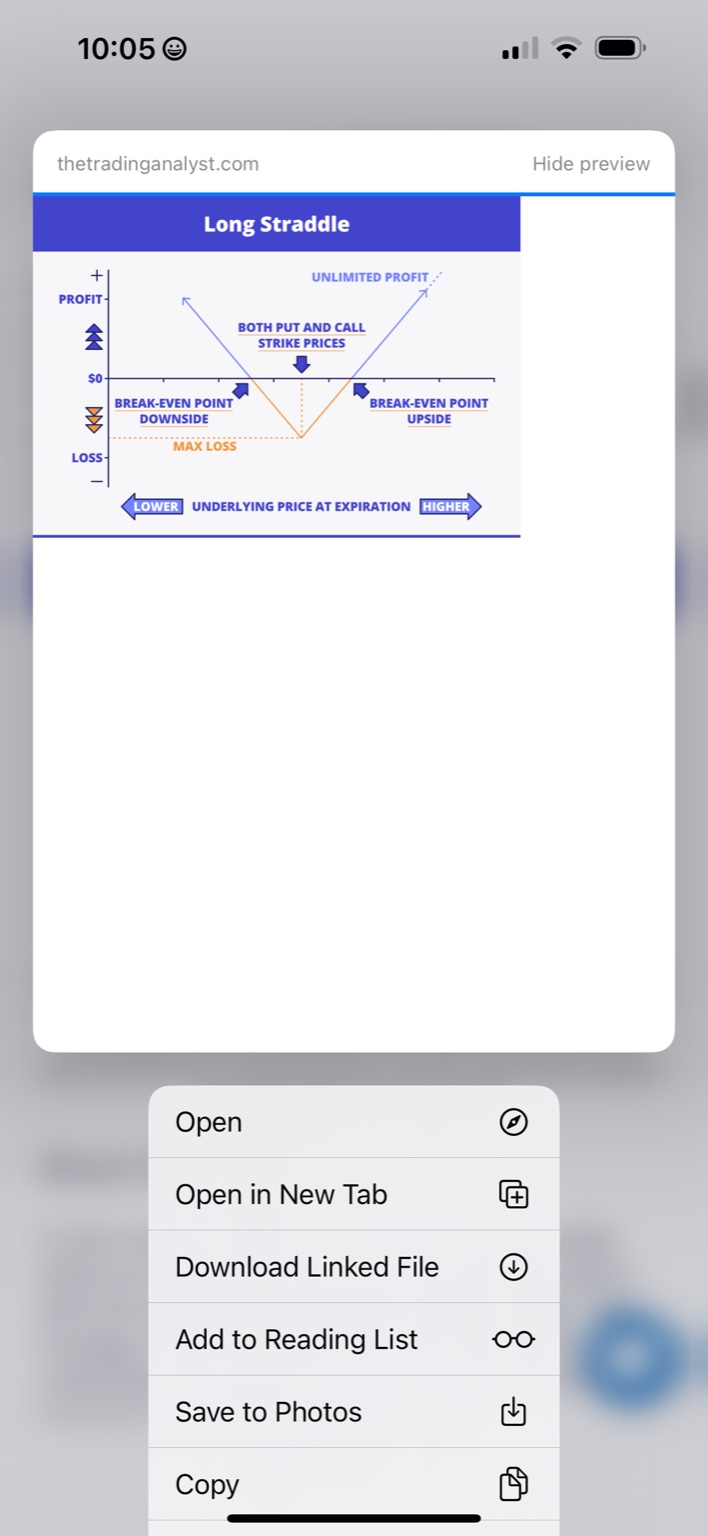 10:05
thetradinganalyst.com Hide preview
Long Straddle
+
UNLIMITED PROFIT
PROFIT
BOTH PUT AND CALL
STRIKE PRICES
$0
BREAK-EVEN POINT
DOWNSIDE
BREAK-EVEN POINT
UPSIDE
MAX LOSS
LOSS
−
LOWER UNDERLYING PRICE AT EXPIRATION HIGHER
Open
Open in New Tab
Download Linked File
Add to Reading List
Save to Photos
Copy